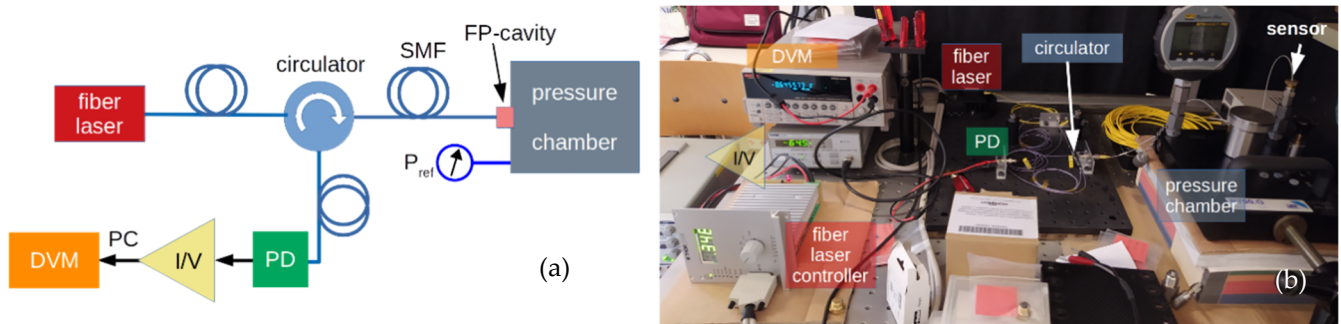 fiber
laser
circulator
SMF
FP-cavity
pressure
chamber
P_ref
DVM
PC
I/V
PD
(a)
DVM
fiber
laser
circulator
sensor
PD
I/V
pressure
chamber
fiber
laser
controller
(b)